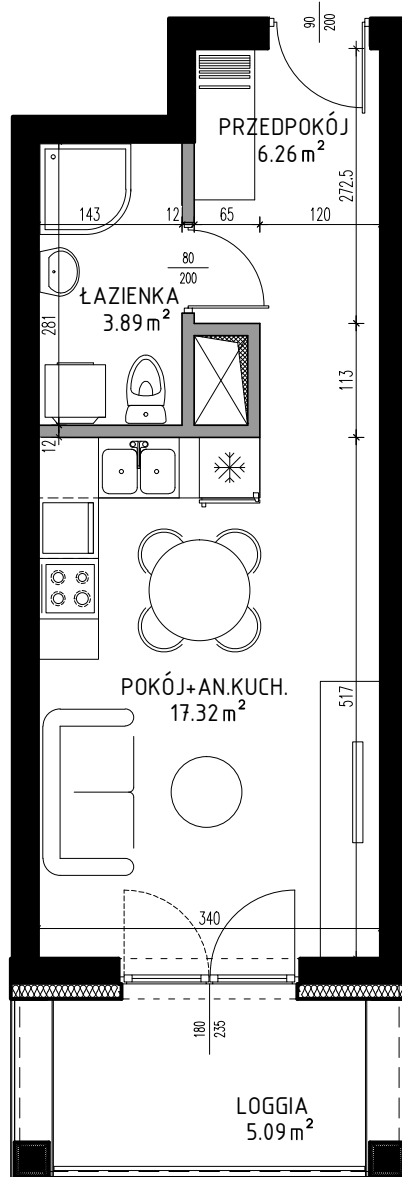 90
200
PRZEDPOKÓJ
6.26 m²
272.5
143
12
65
120
80
200
ŁAZIENKA
3.89 m²
281
113
12
POKÓJ+AN.KUCH.
17.32 m²
517
340
180
235
LOGGIA
5.09 m²